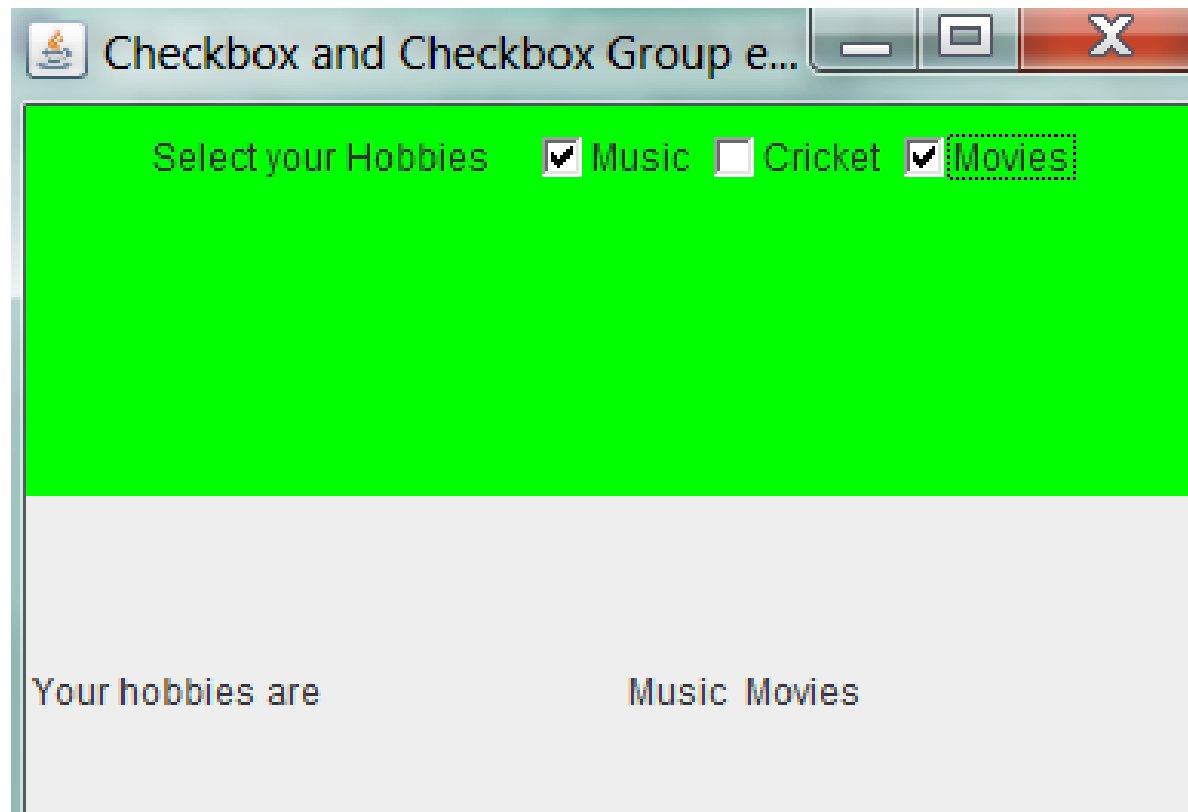 Checkbox and Checkbox Group e...
Select your Hobbies Music Cricket Movies
Your hobbies are Music Movies